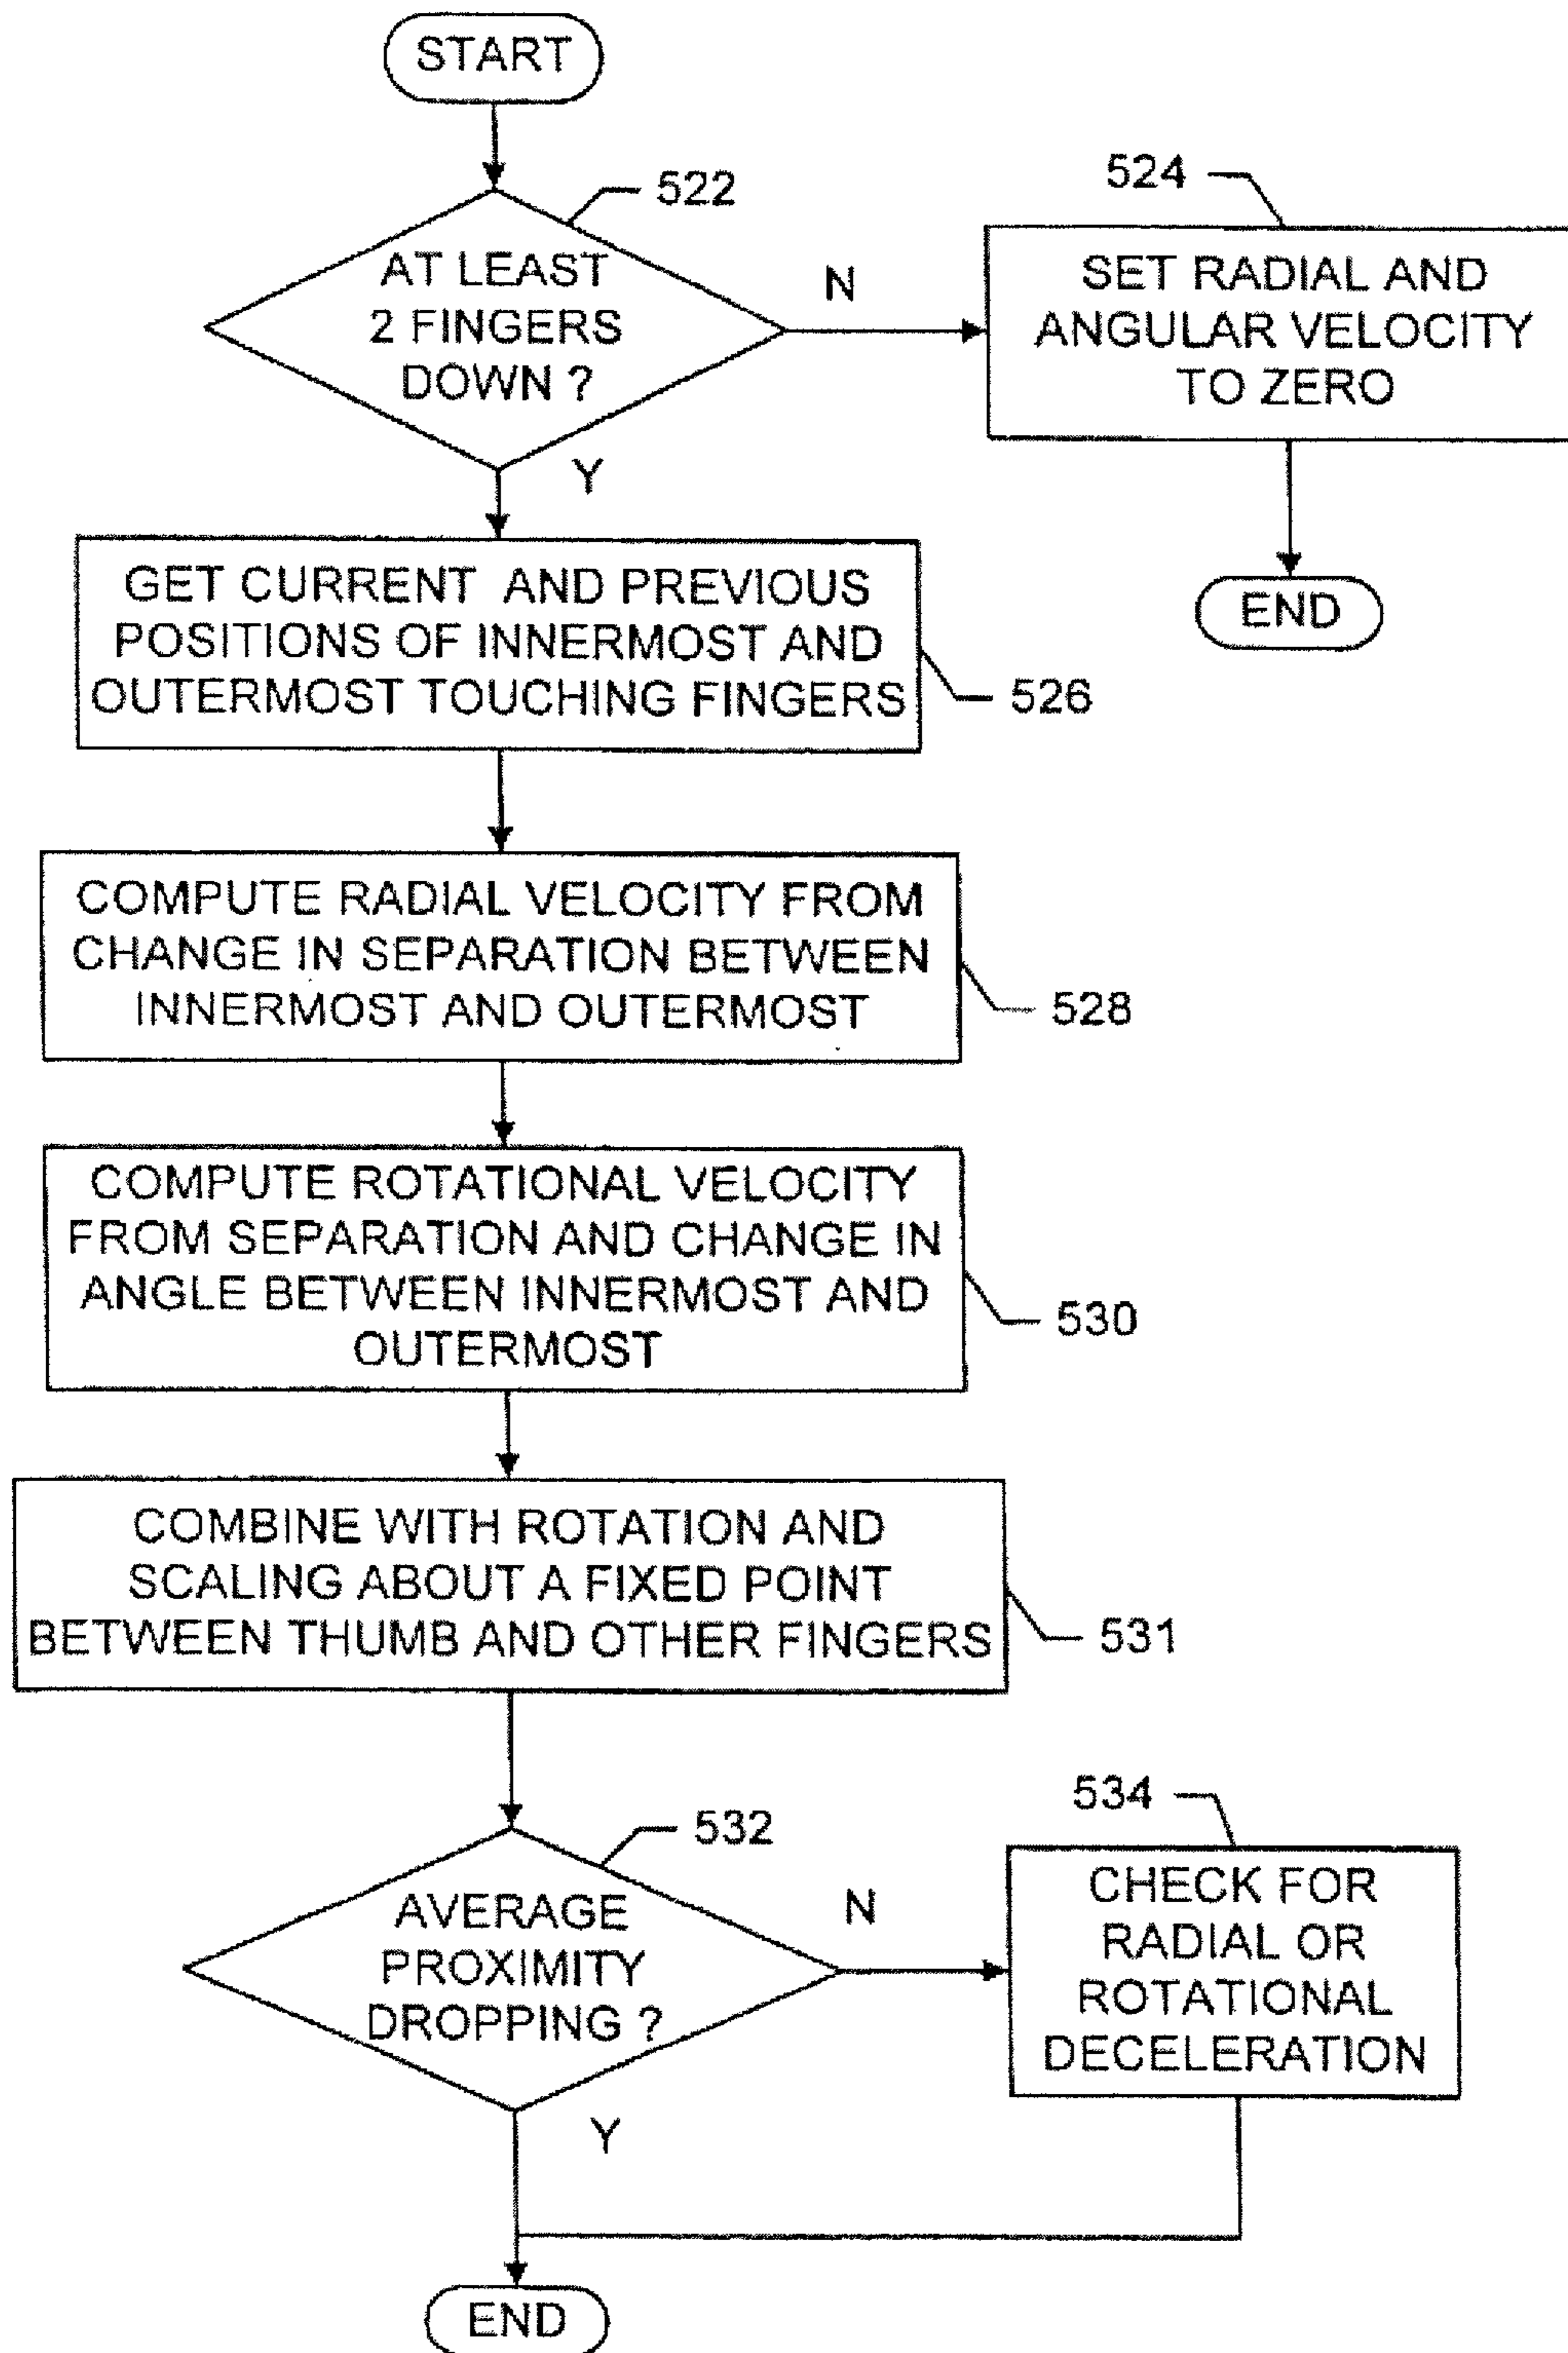 START
522
AT LEAST
2 FINGERS
DOWN ?
N
Y
524
SET RADIAL AND
ANGULAR VELOCITY
TO ZERO
END
GET CURRENT AND PREVIOUS
POSITIONS OF INNERMOST AND
OUTERMOST TOUCHING FINGERS
526
COMPUTE RADIAL VELOCITY FROM
CHANGE IN SEPARATION BETWEEN
INNERMOST AND OUTERMOST
528
COMPUTE ROTATIONAL VELOCITY
FROM SEPARATION AND CHANGE IN
ANGLE BETWEEN INNERMOST AND
OUTERMOST
530
COMBINE WITH ROTATION AND
SCALING ABOUT A FIXED POINT
BETWEEN THUMB AND OTHER FINGERS
531
532
AVERAGE
PROXIMITY
DROPPING ?
N
Y
534
CHECK FOR
RADIAL OR
ROTATIONAL
DECELERATION
END